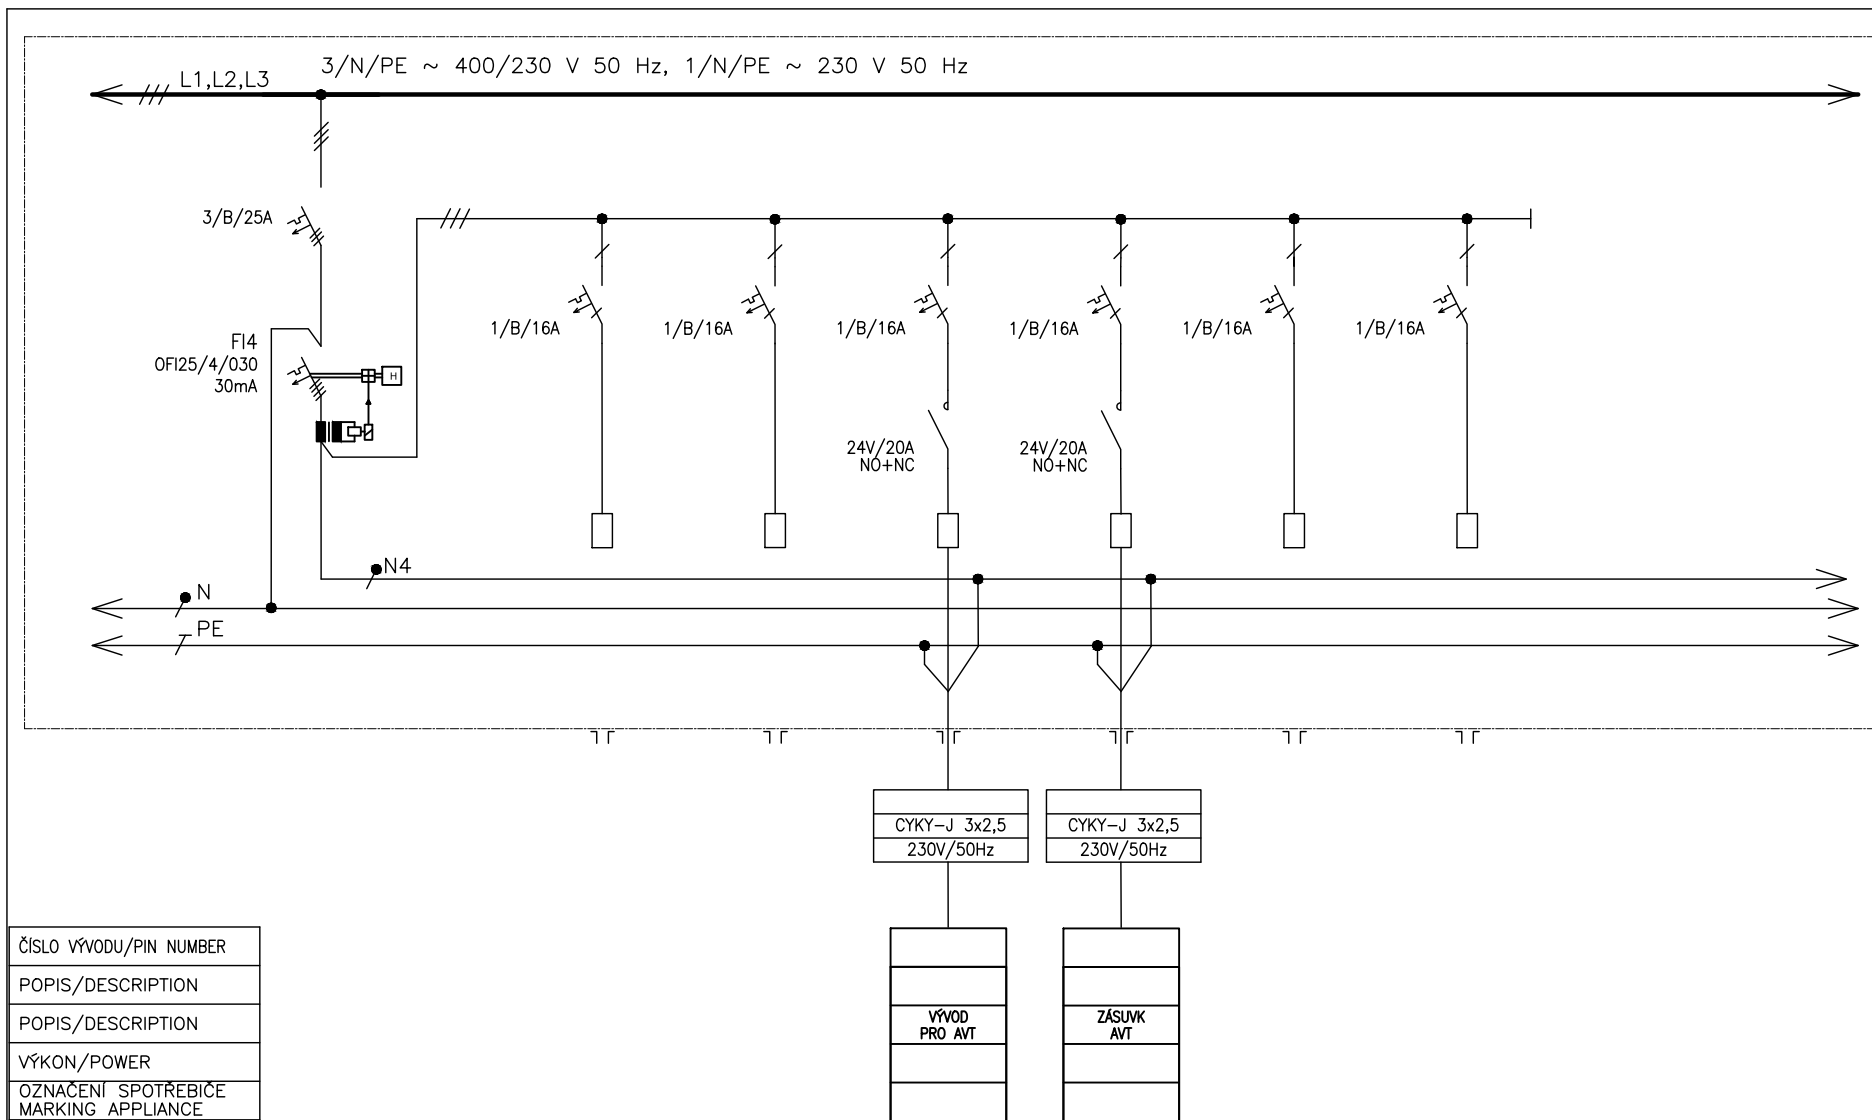 3/N/PE ~ 400/230 V 50 Hz, 1/N/PE ~ 230 V 50 Hz
L1,L2,L3
3/B/25A
1/B/16A
1/B/16A
1/B/16A
1/B/16A
1/B/16A
1/B/16A
FI4
OFI25/4/030
30mA
H
24V/20A
NO+NC
24V/20A
NO+NC
N4
N
PE
CYKY-J 3x2,5
230V/50Hz
CYKY-J 3x2,5
230V/50Hz
ČÍSLO VÝVODU/PIN NUMBER
POPIS/DESCRIPTION
POPIS/DESCRIPTION
VÝKON/POWER
OZNAČENÍ SPOTŘEBIČE
MARKING APPLIANCE
VÝVOD
PRO AVT
ZÁSUVK
AVT